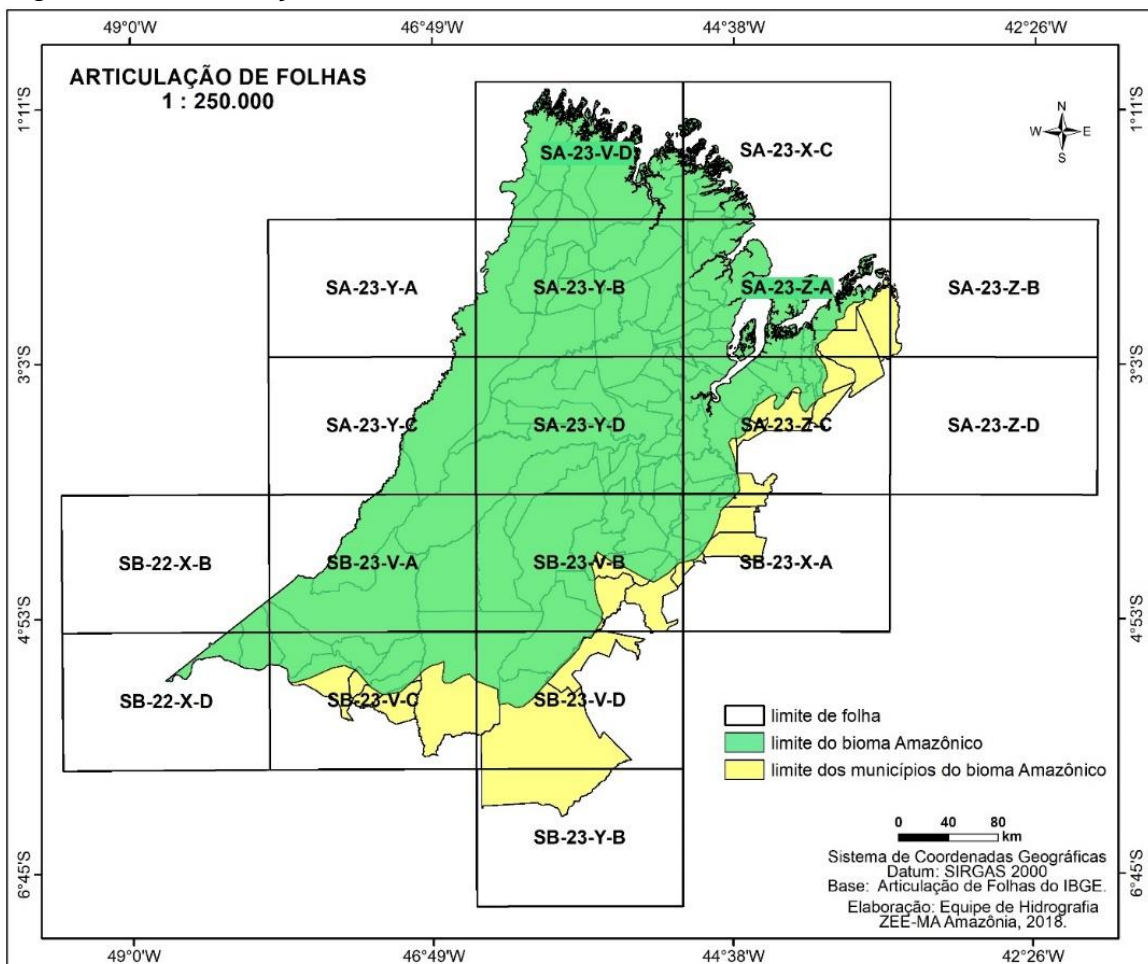 49°0'W 46°49'W 44°38'W 42°26'W
ARTICULAÇÃO DE FOLHAS
1 : 250.000
1°11'S 1°11'S
N
W E
S
SA-23-V-D SA-23-X-C
SA-23-Y-A SA-23-Y-B SA-23-Z-A SA-23-Z-B
3°3'S 3°3'S
SA-23-Y-C SA-23-Y-D SA-23-Z-C SA-23-Z-D
SB-22-X-B SB-23-V-A SB-23-V-B SB-23-X-A
4°53'S 4°53'S
SB-22-X-D SB-23-V-C SB-23-V-D
limite de folha
limite do bioma Amazônico
limite dos municípios do bioma Amazônico
SB-23-Y-B
0 40 80
km
Sistema de Coordenadas Geográficas
Datum: SIRGAS 2000
Base: Articulação de Folhas do IBGE.
Elaboração: Equipe de Hidrografia
ZEE-MA Amazônia, 2018.
6°45'S 6°45'S
49°0'W 46°49'W 44°38'W 42°26'W